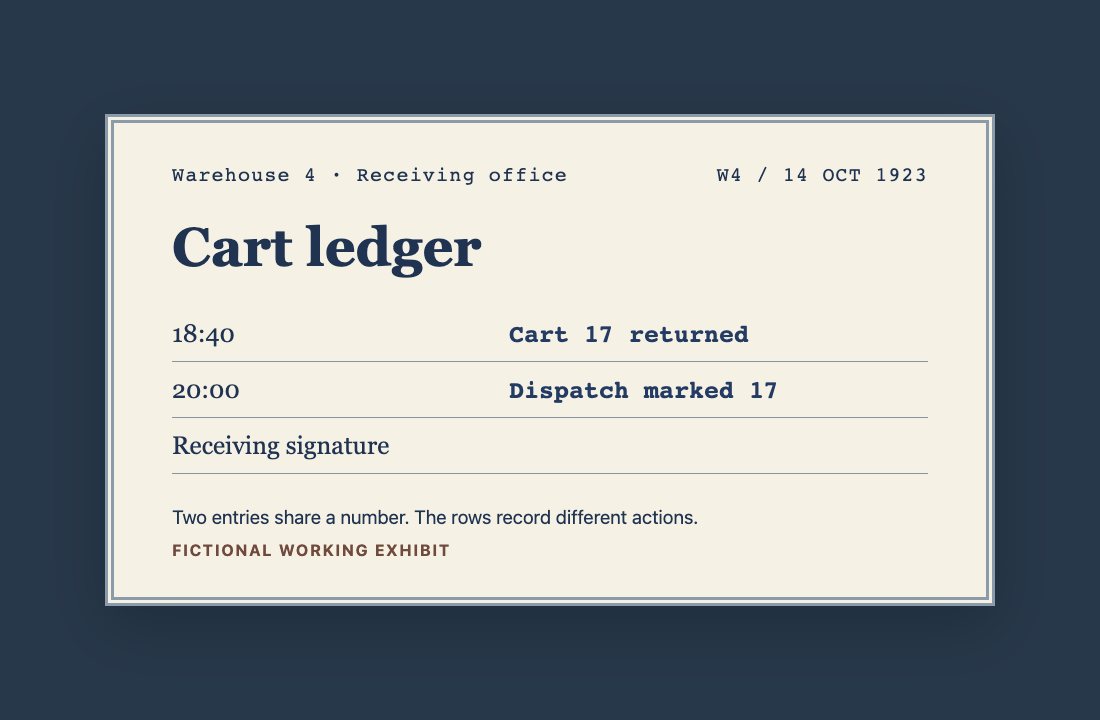 Warehouse 4 · Receiving office W4 / 14 OCT 1923
Cart ledger
18:40 Cart 17 returned
20:00 Dispatch marked 17
Receiving signature
Two entries share a number. The rows record different actions.
FICTIONAL WORKING EXHIBIT